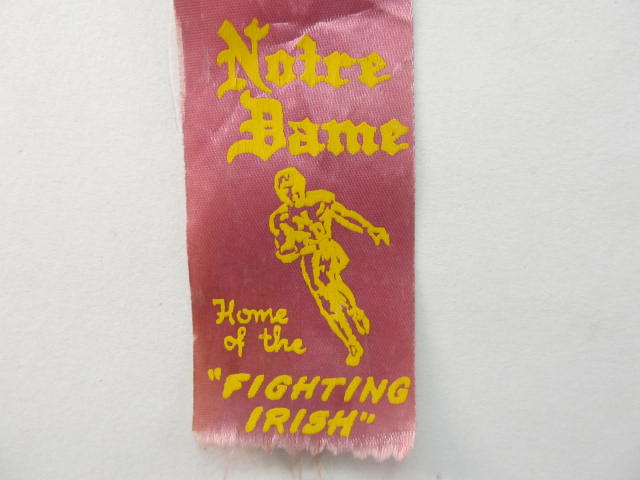 Notre
Dame
Home
of the
"FIGHTING
IRISH"